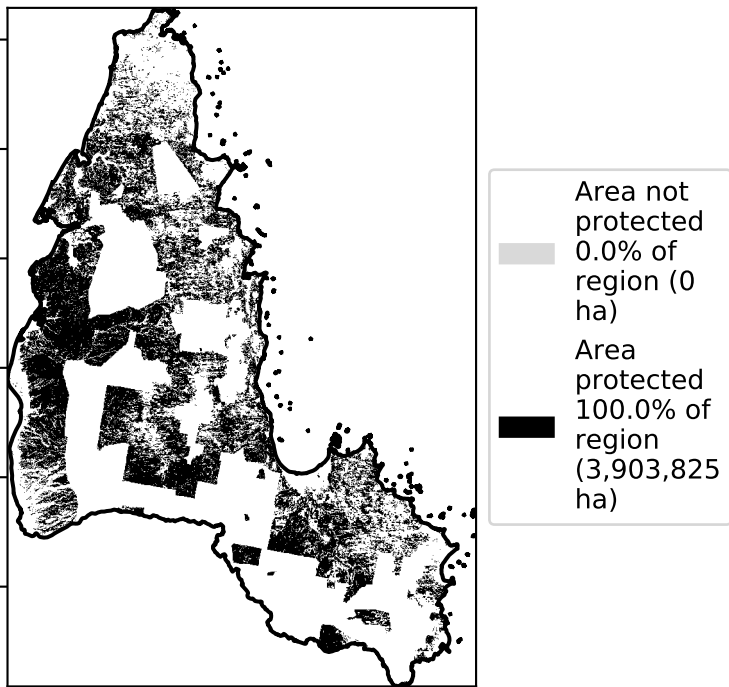 Area not
protected
0.0% of
region (0
ha)
Area
protected
100.0% of
region
(3,903,825
ha)